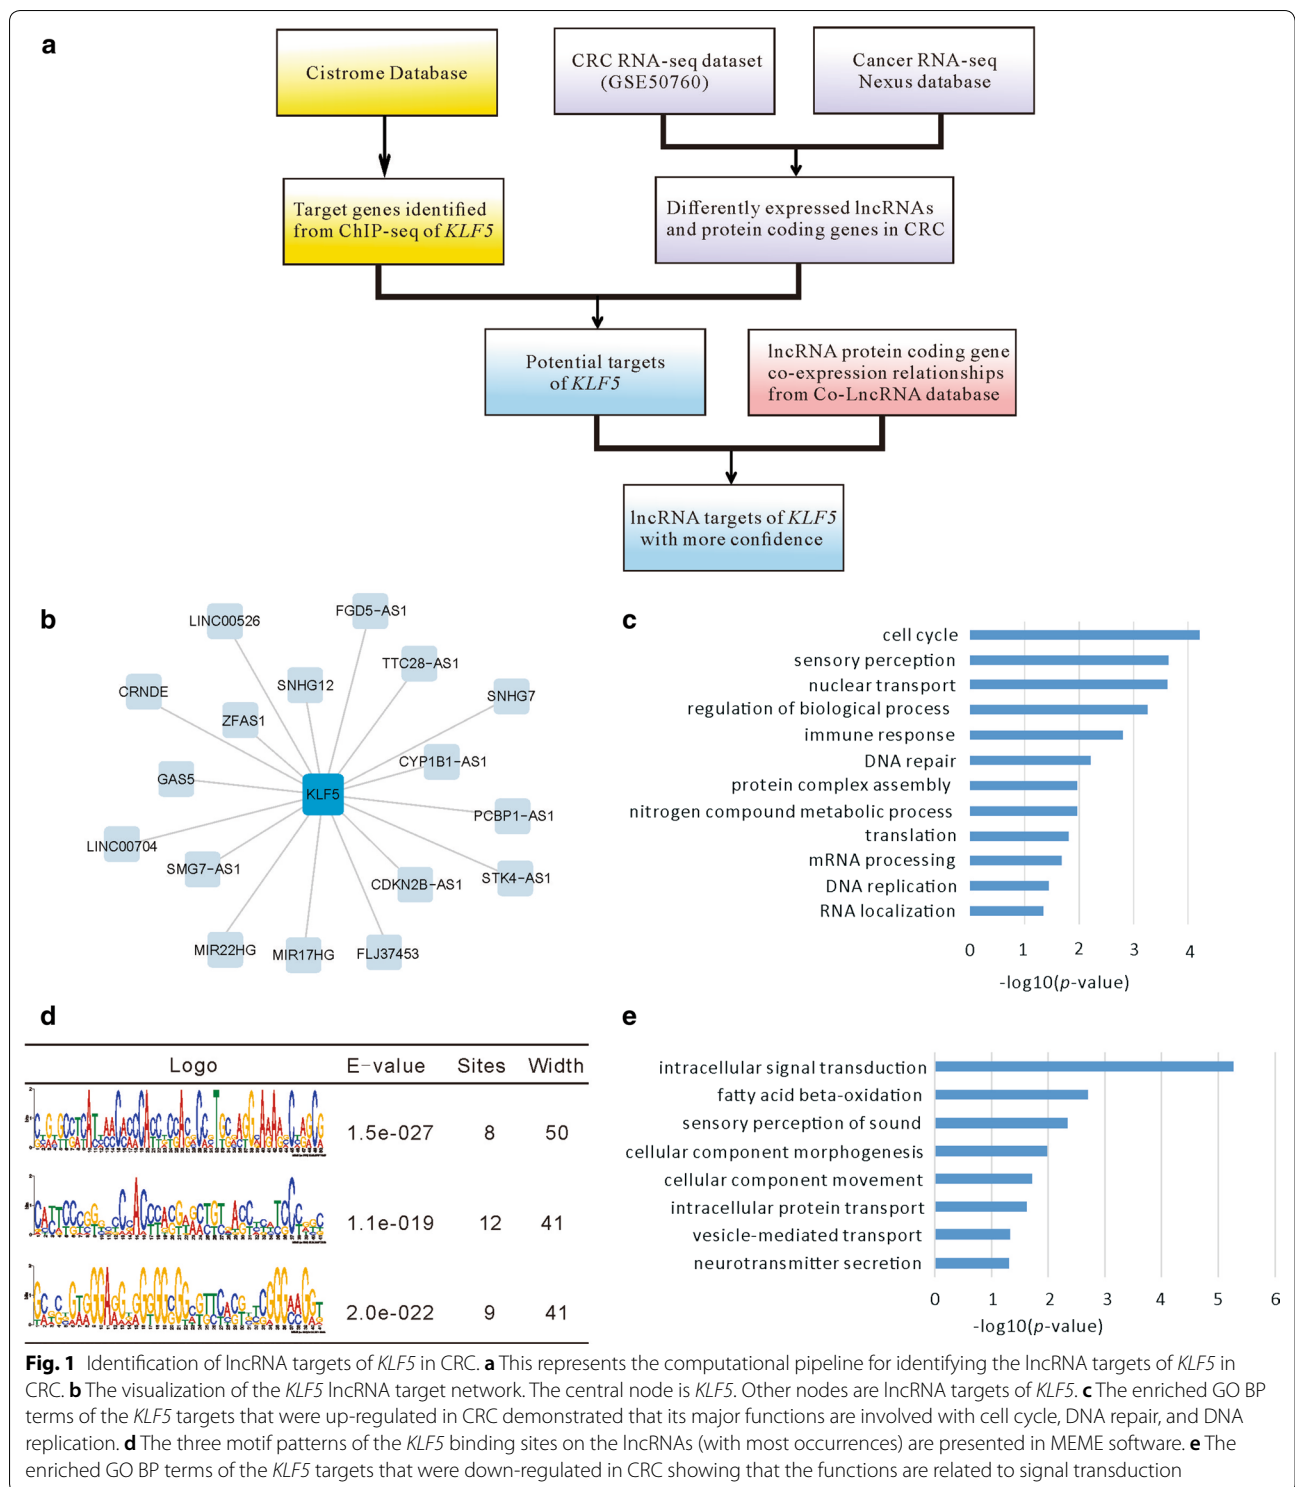 a
Cistrome Database
CRC RNA-seq dataset
(GSE50760)
Cancer RNA-seq
Nexus database
Target genes identified
from ChIP-seq of KLF5
Differently expressed lncRNAs
and protein coding genes in CRC
Potential targets
of KLF5
lncRNA protein coding gene
co-expression relationships
from Co-LncRNA database
lncRNA targets of KLF5
with more confidence
b
LINC00526
FGD5-AS1
TTC28-AS1
CRNDE
SNHG12
SNHG7
ZFAS1
CYP1B1-AS1
GAS5
KLF5
PCBP1-AS1
LINC00704
SMG7-AS1
CDKN2B-AS1
STK4-AS1
MIR22HG
MIR17HG
FLJ37453
c
cell cycle
sensory perception
nuclear transport
regulation of biological process
immune response
DNA repair
protein complex assembly
nitrogen compound metabolic process
translation
mRNA processing
DNA replication
RNA localization
0 1 2 3 4
-log10(p-value)
d
Logo E-value Sites Width
1.5e-027 8 50
1.1e-019 12 41
2.0e-022 9 41
e
intracellular signal transduction
fatty acid beta-oxidation
sensory perception of sound
cellular component morphogenesis
cellular component movement
intracellular protein transport
vesicle-mediated transport
neurotransmitter secretion
0 1 2 3 4 5 6
-log10(p-value)
Fig. 1 Identification of lncRNA targets of KLF5 in CRC. a This represents the computational pipeline for identifying the lncRNA targets of KLF5 in
CRC. b The visualization of the KLF5 lncRNA target network. The central node is KLF5. Other nodes are lncRNA targets of KLF5. c The enriched GO BP
terms of the KLF5 targets that were up-regulated in CRC demonstrated that its major functions are involved with cell cycle, DNA repair, and DNA
replication. d The three motif patterns of the KLF5 binding sites on the lncRNAs (with most occurrences) are presented in MEME software. e The
enriched GO BP terms of the KLF5 targets that were down-regulated in CRC showing that the functions are related to signal transduction